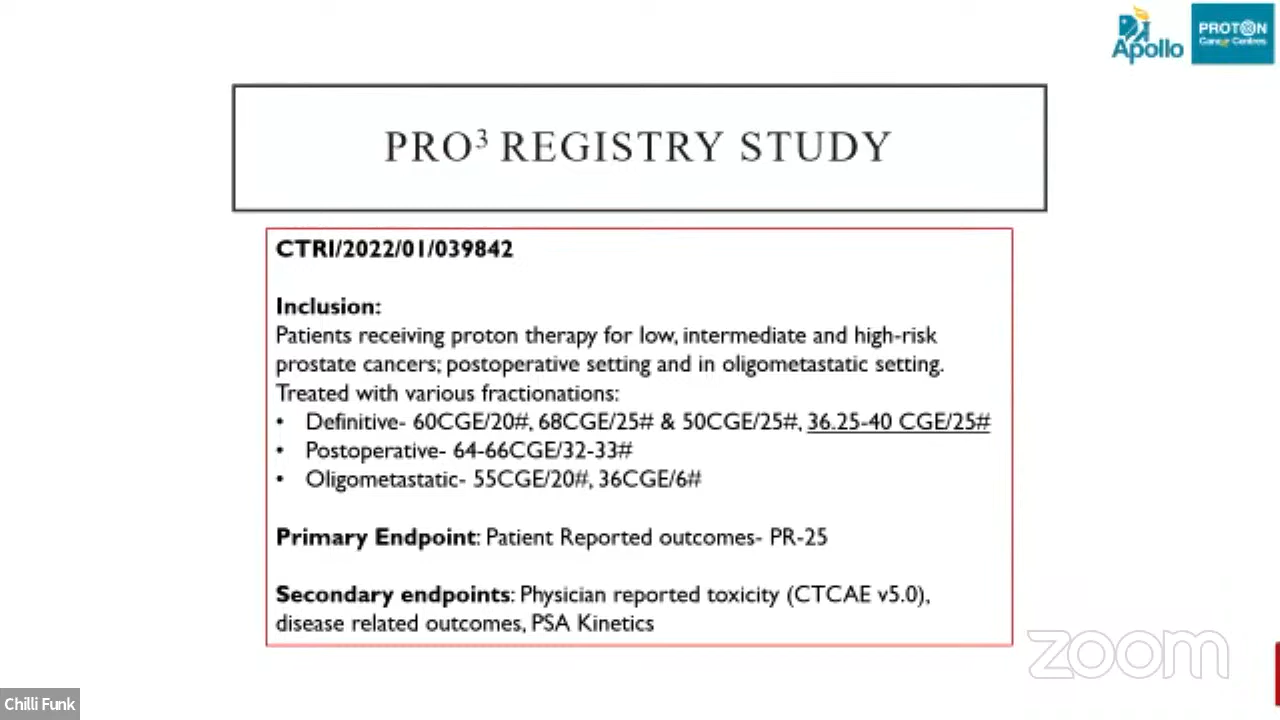 Apollo
PROTON
Cancer Centres
PRO³ REGISTRY STUDY
CTRI/2022/01/039842
Inclusion:
Patients receiving proton therapy for low, intermediate and high-risk
prostate cancers; postoperative setting and in oligometastatic setting.
Treated with various fractionations:
• Definitive- 60CGE/20#, 68CGE/25# & 50CGE/25#, 36.25-40 CGE/25#
• Postoperative- 64-66CGE/32-33#
• Oligometastatic- 55CGE/20#, 36CGE/6#
Primary Endpoint: Patient Reported outcomes- PR-25
Secondary endpoints: Physician reported toxicity (CTCAE v5.0),
disease related outcomes, PSA Kinetics
zoom
Chilli Funk